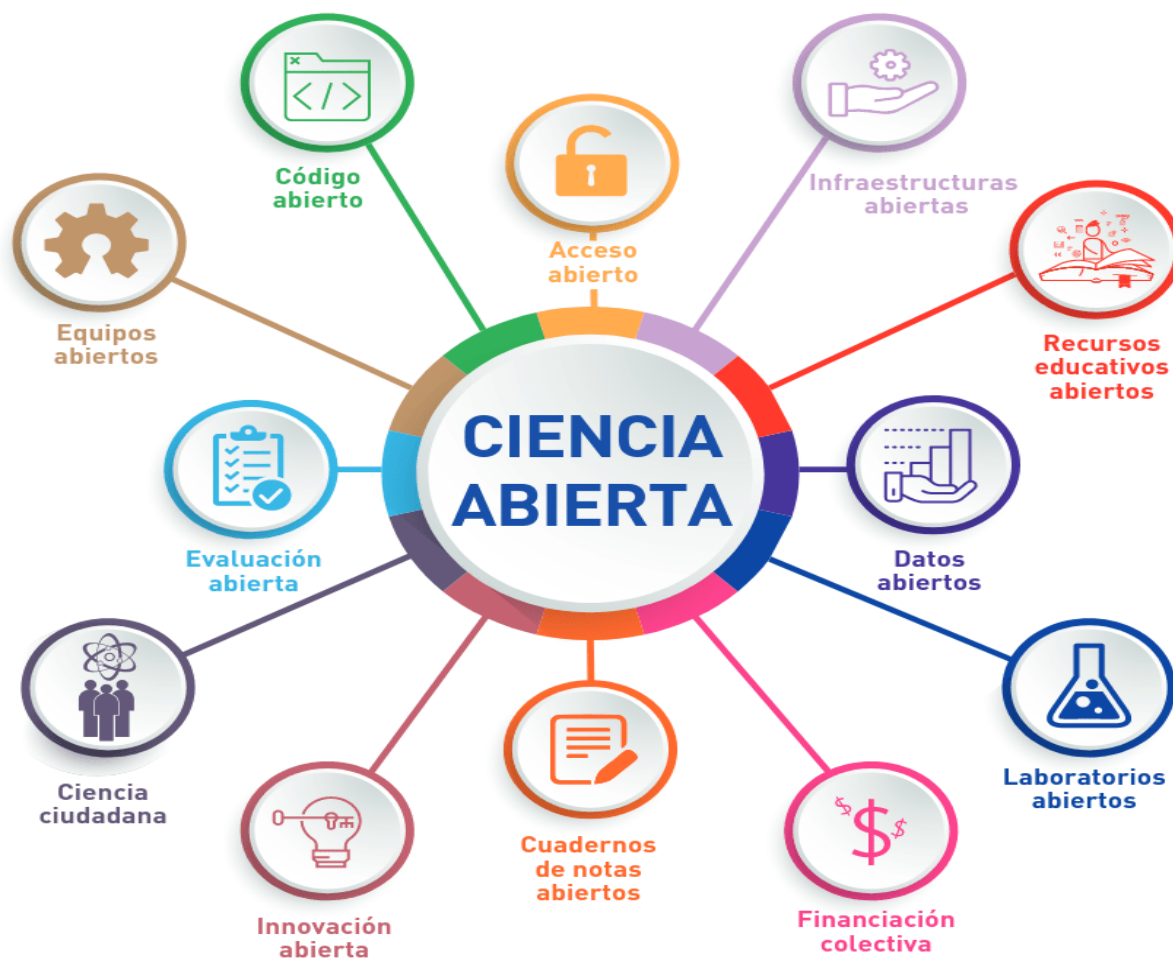 Código
abierto
Acceso
abierto
Infraestructuras
abiertas
Equipos
abiertos
Recursos
educativos
abiertos
CIENCIA
ABIERTA
Evaluación
abierta
Datos
abiertos
Ciencia
ciudadana
Laboratorios
abiertos
Cuadernos
de notas
abiertos
Innovación
abierta
Financiación
colectiva